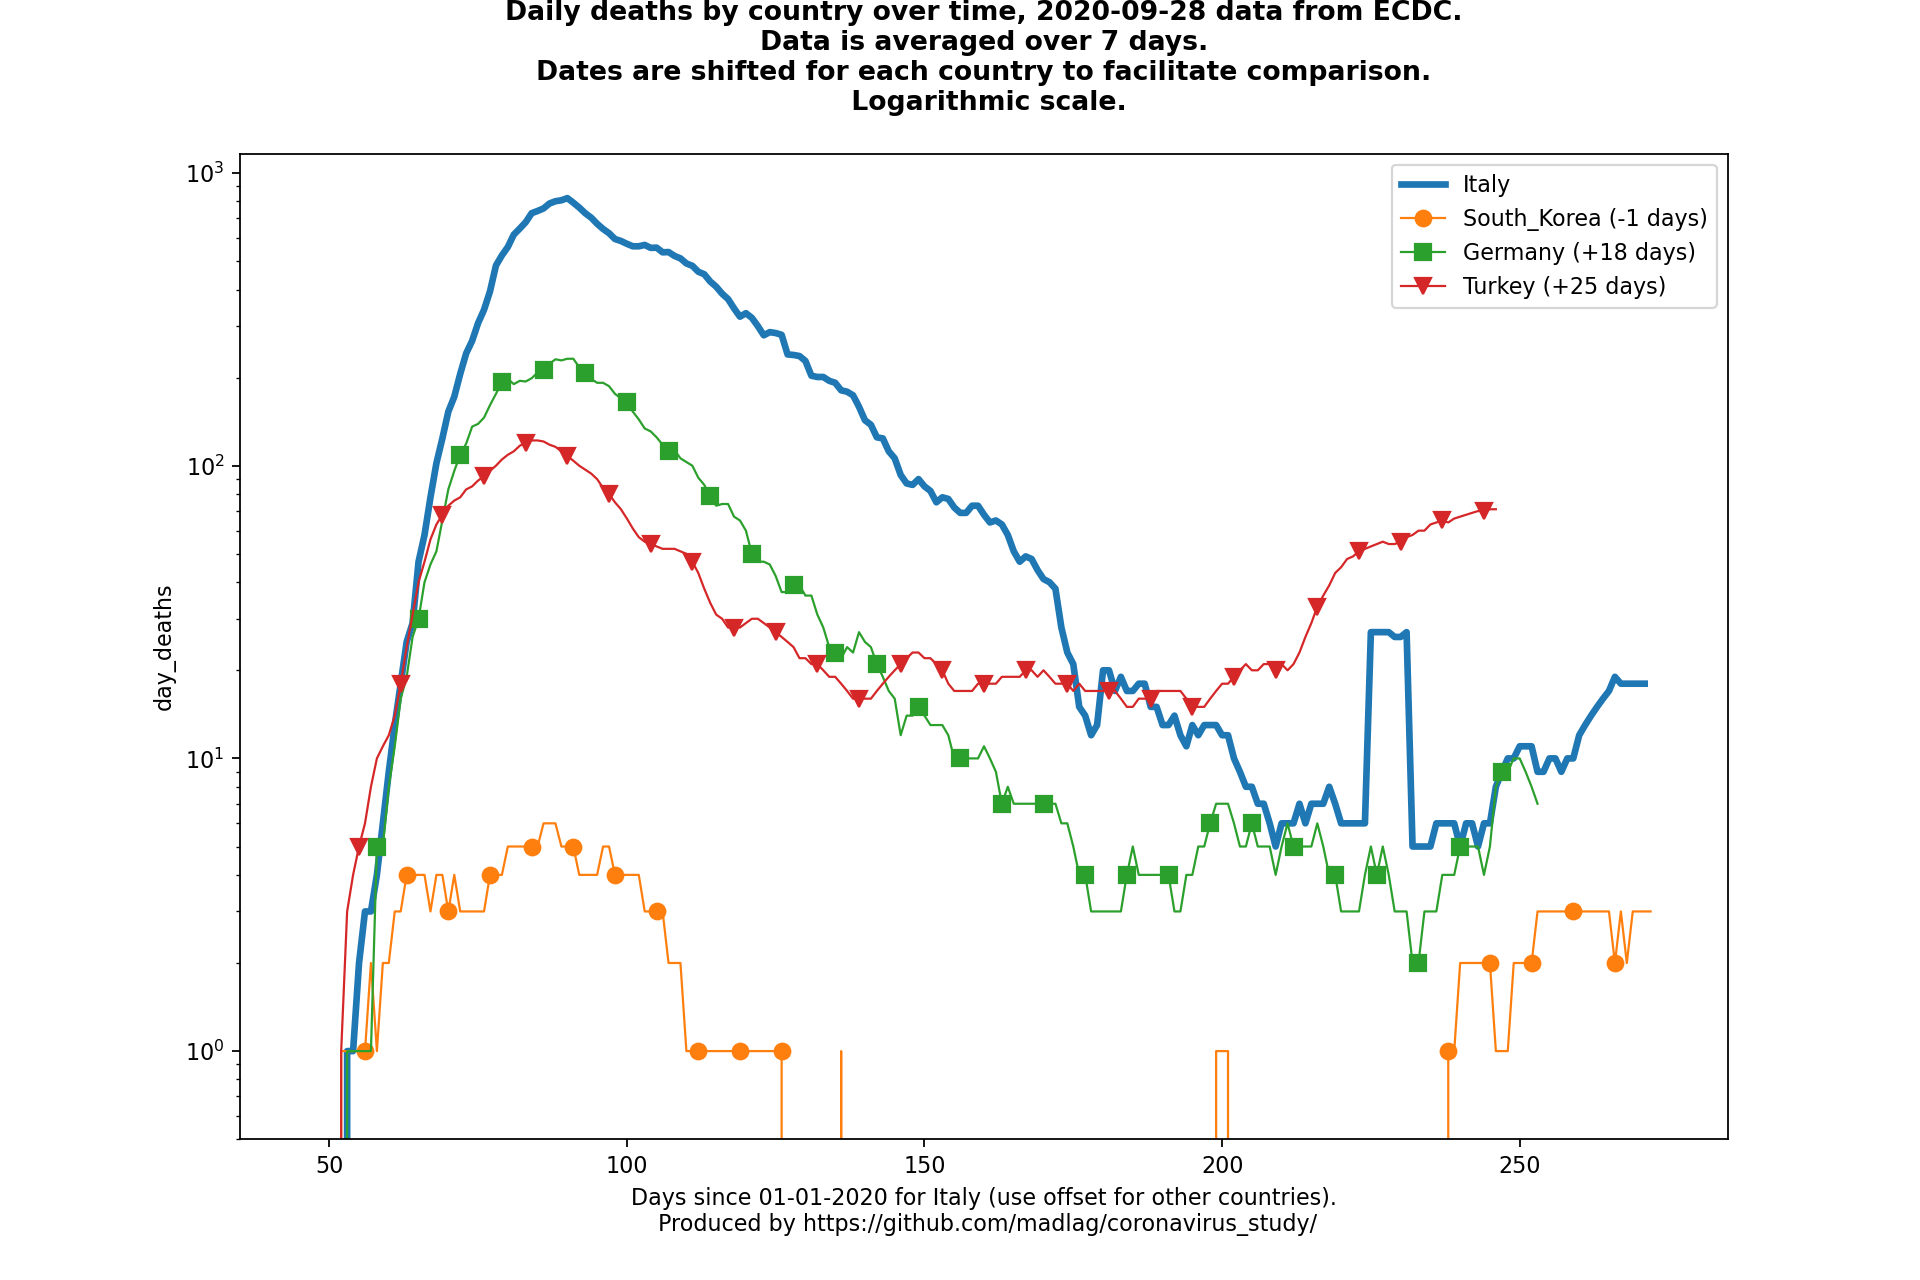 Daily deaths by country over time, 2020-09-28 data from ECDC.
Data is averaged over 7 days.
Dates are shifted for each country to facilitate comparison.
Logarithmic scale.
Italy
South_Korea (-1 days)
Germany (+18 days)
Turkey (+25 days)
10³
10²
10¹
10⁰
day_deaths
50 100 150 200 250
Days since 01-01-2020 for Italy (use offset for other countries).
Produced by https://github.com/madlag/coronavirus_study/